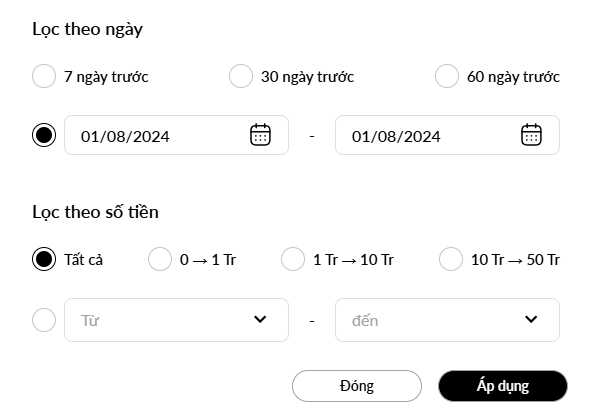 Lọc theo ngày
7 ngày trước 30 ngày trước 60 ngày trước
01/08/2024 - 01/08/2024
Lọc theo số tiền
Tất cả 0 → 1 Tr 1 Tr → 10 Tr 10 Tr → 50 Tr
Từ - đến
Đóng Áp dụng